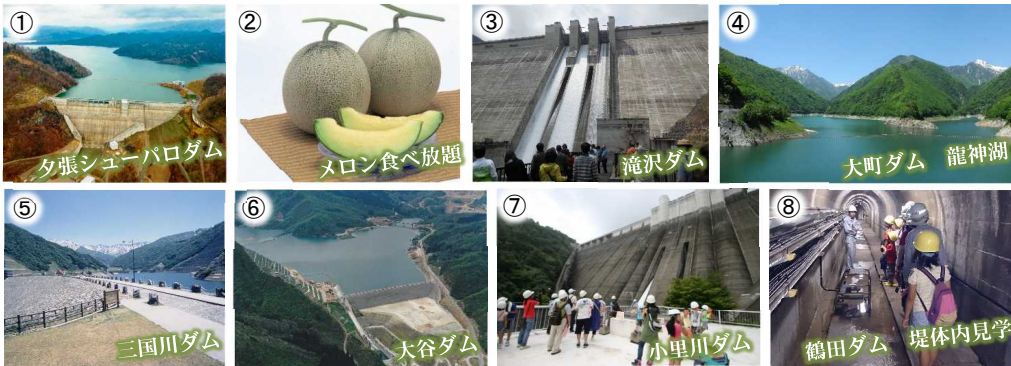 ①
夕張シューパロダム
②
メロン食べ放題
③
滝沢ダム
④
大町ダム 龍神湖
⑤
三国川ダム
⑥
大谷ダム
⑦
小里川ダム
⑧
鶴田ダム 堤体内見学